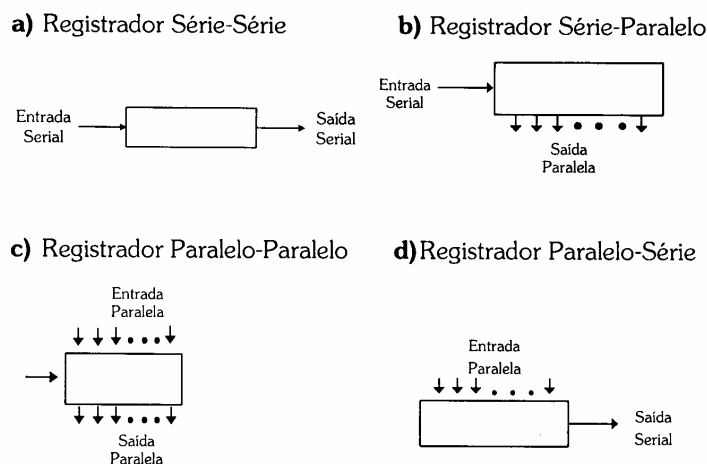 a) Registrador Série-Série
Entrada
Serial
Saída
Serial
b) Registrador Série-Paralelo
Entrada
Serial
Saída
Paralela
c) Registrador Paralelo-Paralelo
Entrada
Paralela
Saída
Paralela
d) Registrador Paralelo-Série
Entrada
Paralela
Saída
Serial